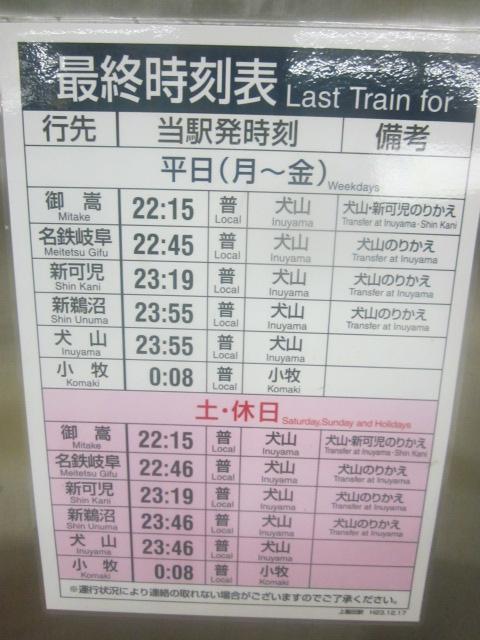 最終時刻表 Last Train for
行先 当駅発時刻 備考
平日(月～金) Weekdays
御嵩 22:15 普 犬山 犬山・新可児のりかえ
Mitake Local Inuyama Transfer at Inuyama・Shin Kani
名鉄岐阜 22:45 普 犬山 犬山のりかえ
Meitetsu Gifu Local Inuyama Transfer at Inuyama
新可児 23:19 普 犬山 犬山のりかえ
Shin Kani Local Inuyama Transfer at Inuyama
新鵜沼 23:55 普 犬山 犬山のりかえ
Shin Unuma Local Inuyama Transfer at Inuyama
犬山 23:55 普 犬山
Inuyama Local Inuyama
小牧 0:08 普 小牧
Komaki Local Komaki
土・休日 Saturday,Sunday and Holidays
御嵩 22:15 普 犬山 犬山・新可児のりかえ
Mitake Local Inuyama Transfer at Inuyama・Shin Kani
名鉄岐阜 22:46 普 犬山 犬山のりかえ
Meitetsu Gifu Local Inuyama Transfer at Inuyama
新可児 23:19 普 犬山 犬山のりかえ
Shin Kani Local Inuyama Transfer at Inuyama
新鵜沼 23:46 普 犬山 犬山のりかえ
Shin Unuma Local Inuyama Transfer at Inuyama
犬山 23:46 普 犬山
Inuyama Local Inuyama
小牧 0:08 普 小牧
Komaki Local Komaki
※運行状況により連絡の取れない場合がございますのでご了承ください。
上飯田駅 H23.12.17